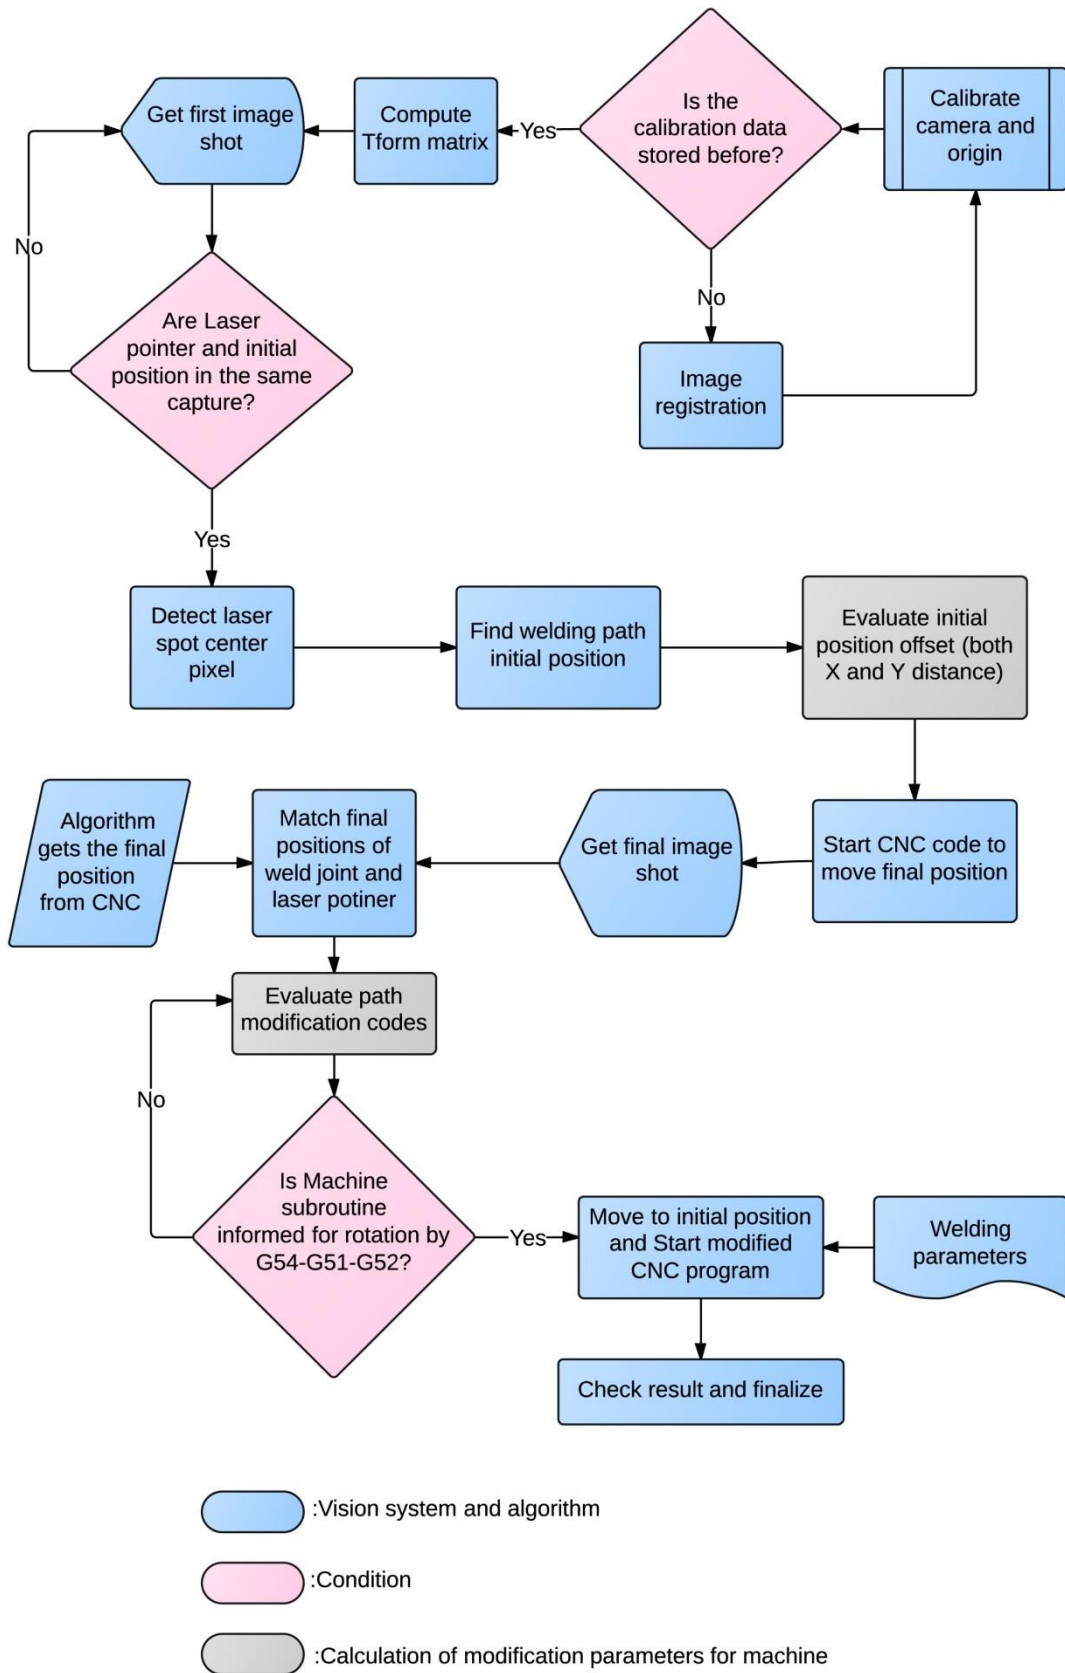 Get first image
shot
Compute
Tform matrix
Yes
Is the
calibration data
stored before?
Calibrate
camera and
origin
No
No
Are Laser
pointer and initial
position in the same
capture?
Image
registration
Yes
Detect laser
spot center
pixel
Find welding path
initial position
Evaluate initial
position offset (both
X and Y distance)
Algorithm
gets the final
position
from CNC
Match final
positions of
weld joint and
laser potiner
Get final image
shot
Start CNC code to
move final position
Evaluate path
modification codes
No
Is Machine
subroutine
informed for rotation by
G54-G51-G52?
Yes
Move to initial position
and Start modified
CNC program
Welding
parameters
Check result and finalize
:Vision system and algorithm
:Condition
:Calculation of modification parameters for machine